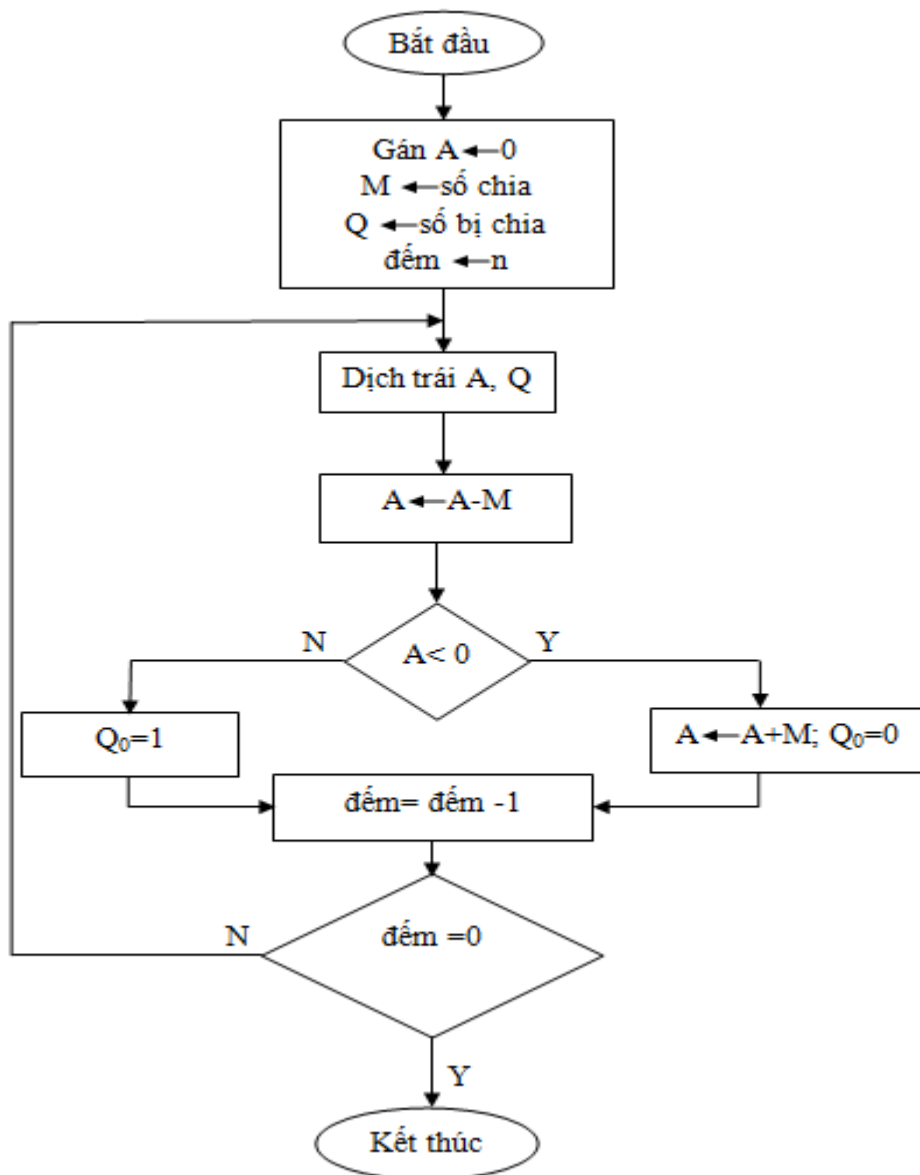 Bắt đầu
Gán A←0
M ←số chia
Q ←số bị chia
đếm ←n
Dịch trái A, Q
A←A-M
N
Y
A< 0
Q₀=1
A←A+M; Q₀=0
đếm= đếm -1
N
đếm =0
Y
Kết thúc